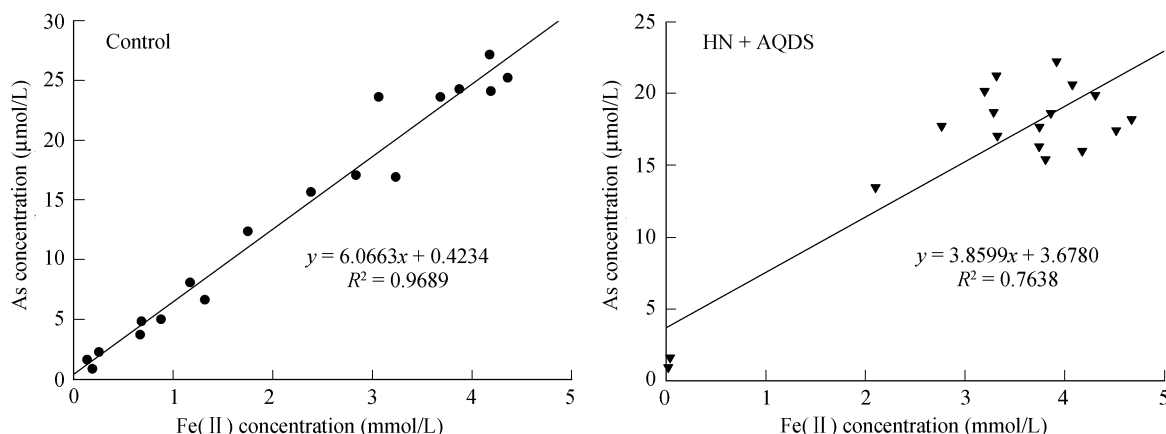 Control
As concentration (μmol/L)
30
25
20
15
10
5
0
y = 6.0663x + 0.4234
R² = 0.9689
0 1 2 3 4 5
Fe(Ⅱ) concentration (mmol/L)
HN + AQDS
As concentration (μmol/L)
25
20
15
10
5
0
y = 3.8599x + 3.6780
R² = 0.7638
0 1 2 3 4 5
Fe(Ⅱ) concentration (mmol/L)